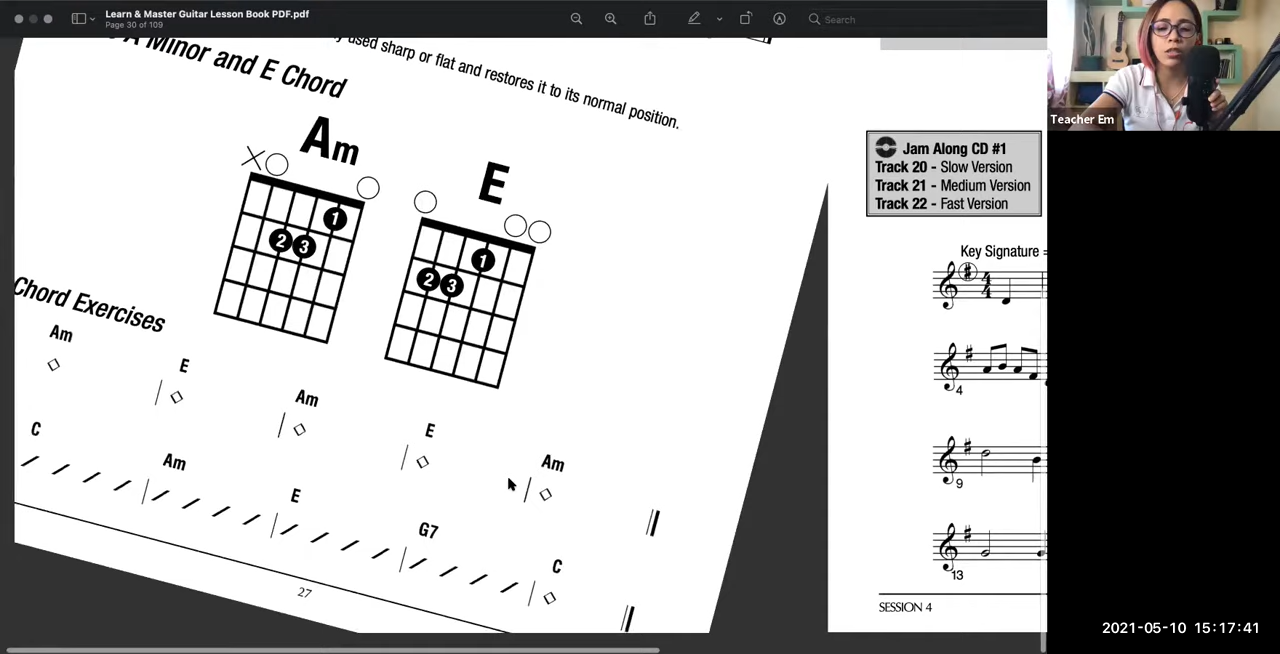 Learn & Master Guitar Lesson Book PDF.pdf
Page 30 of 109
Search
used sharp or flat and restores it to its normal position.
A Minor and E Chord
Am
E
X
1
2 3
1
2 3
Chord Exercises
Am
E
Am
E
Am
C
Am
E
G7
C
27
Jam Along CD #1
Track 20 - Slow Version
Track 21 - Medium Version
Track 22 - Fast Version
Key Signature =
4
4
4
9
13
SESSION 4
Teacher Em
2021-05-10 15:17:41